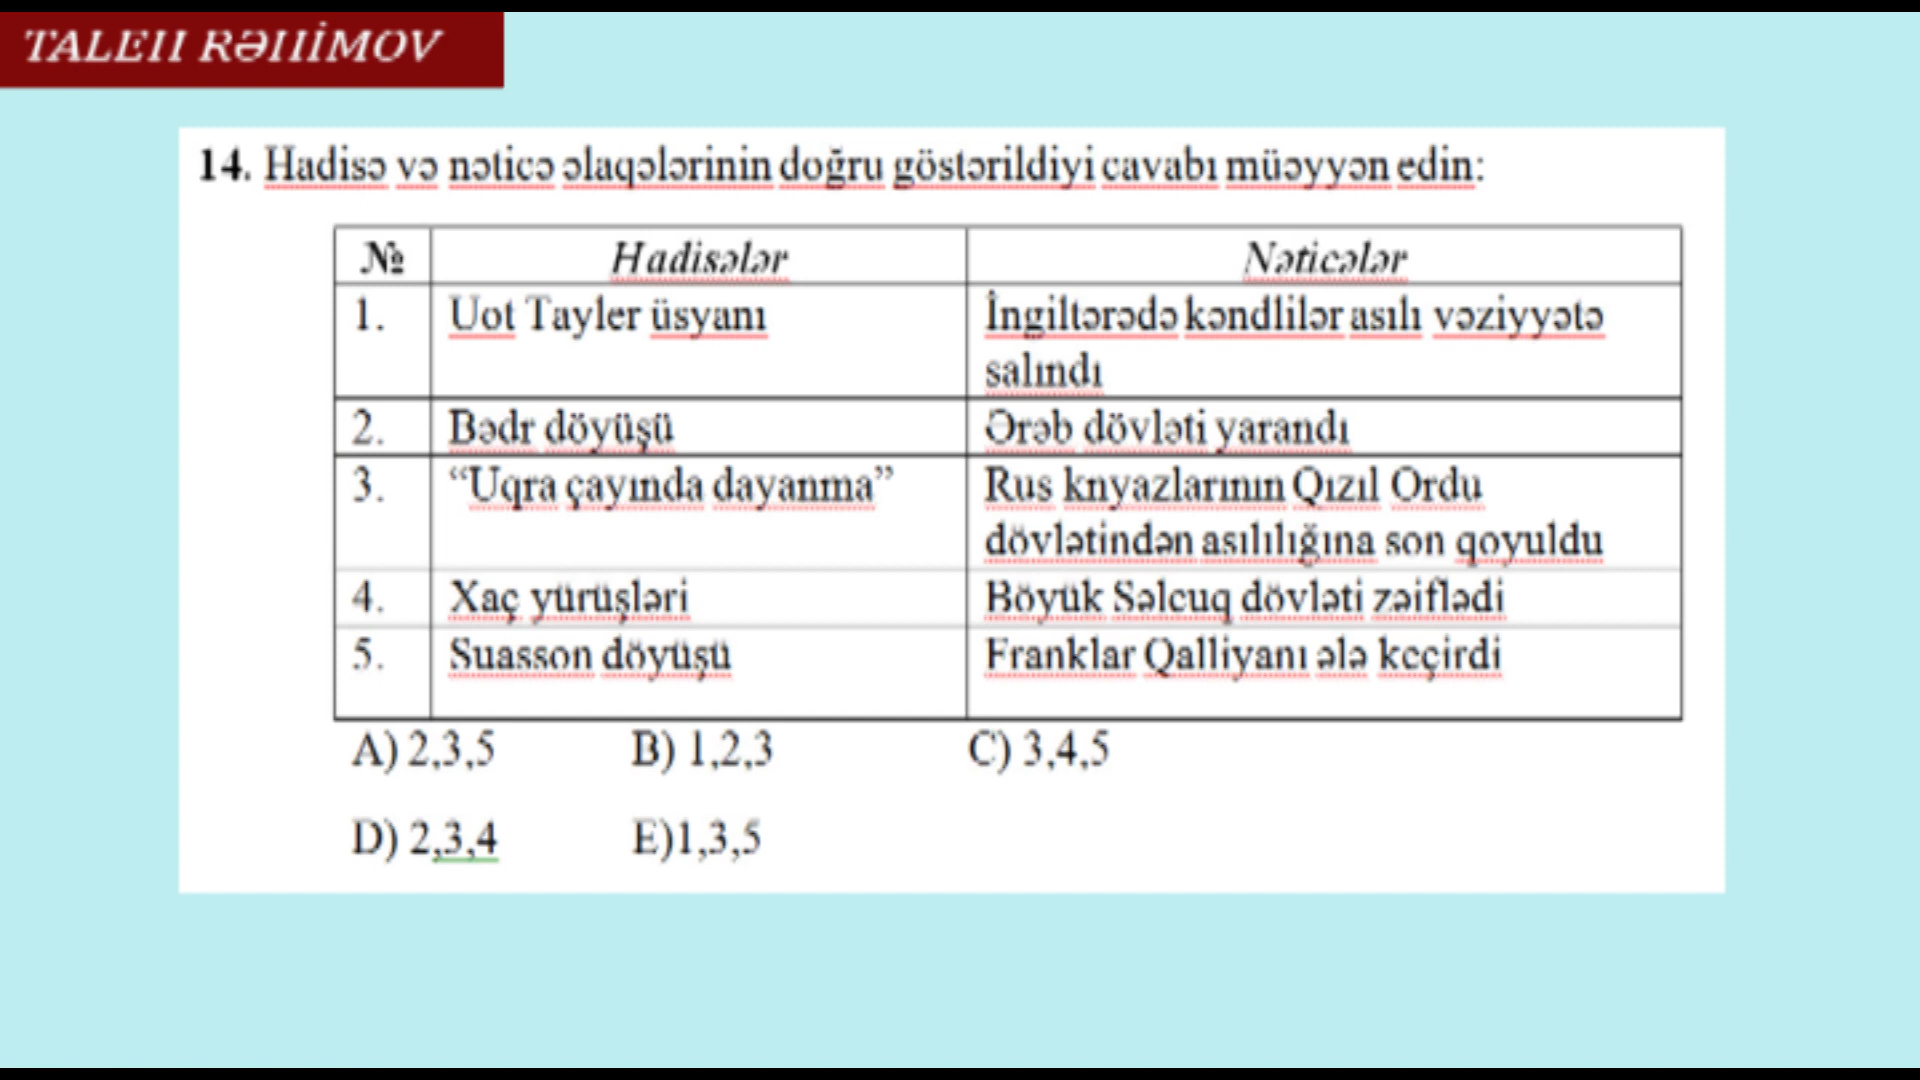 TALEH RƏHİMOV
14. Hadisə və nəticə əlaqələrinin doğru göstərildiyi cavabı müəyyən edin:
№ Hadisələr Nəticələr
1. Uot Tayler üsyanı İngiltərədə kəndlilər asılı vəziyyətə
salındı
2. Bədr döyüşü Ərəb dövləti yarandı
3. “Uqra çayında dayanma” Rus knyazlarının Qızıl Ordu
dövlətindən asılılığına son qoyuldu
4. Xaç yürüşləri Böyük Səlcuq dövləti zəiflədi
5. Suasson döyüşü Franklar Qalliyanı ələ keçirdi
A) 2,3,5 B) 1,2,3 C) 3,4,5
D) 2,3,4 E)1,3,5